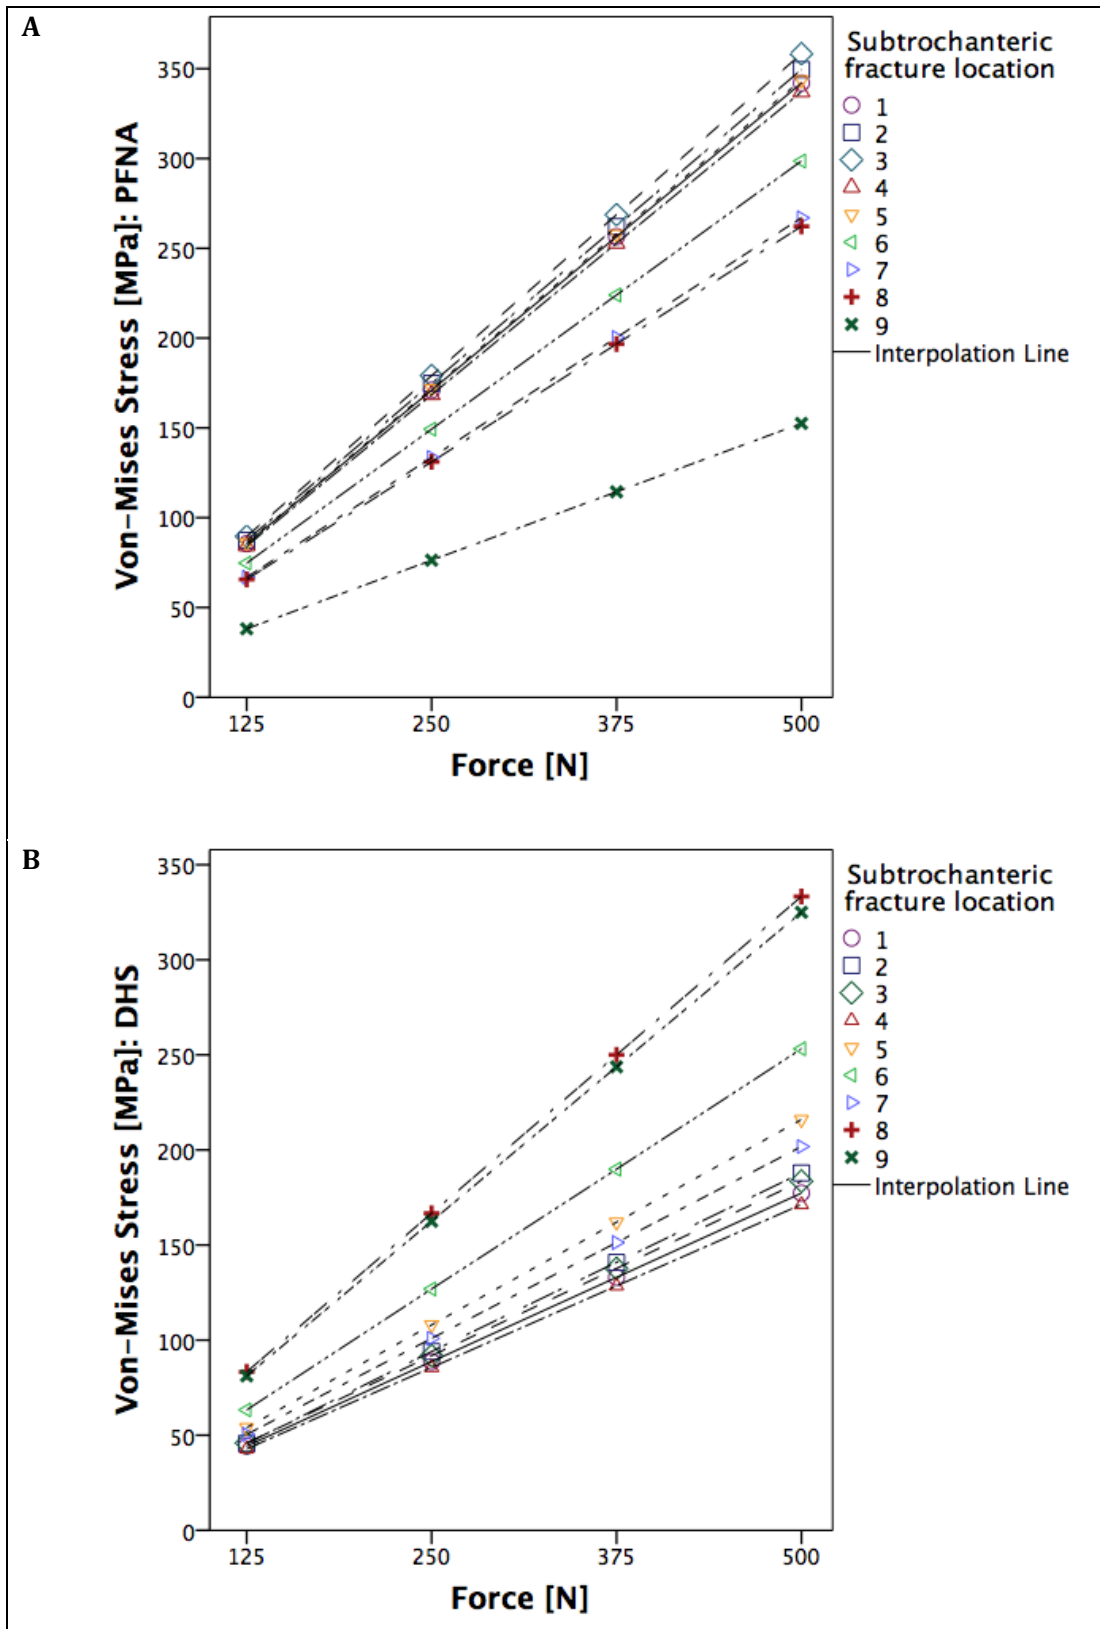 A
Von-Mises Stress [MPa]: PFNA
350
300
250
200
150
100
50
0
125 250 375 500
Force [N]
Subtrochanteric
fracture location
1
2
3
4
5
6
7
8
9
Interpolation Line
B
Von-Mises Stress [MPa]: DHS
350
300
250
200
150
100
50
0
125 250 375 500
Force [N]
Subtrochanteric
fracture location
1
2
3
4
5
6
7
8
9
Interpolation Line